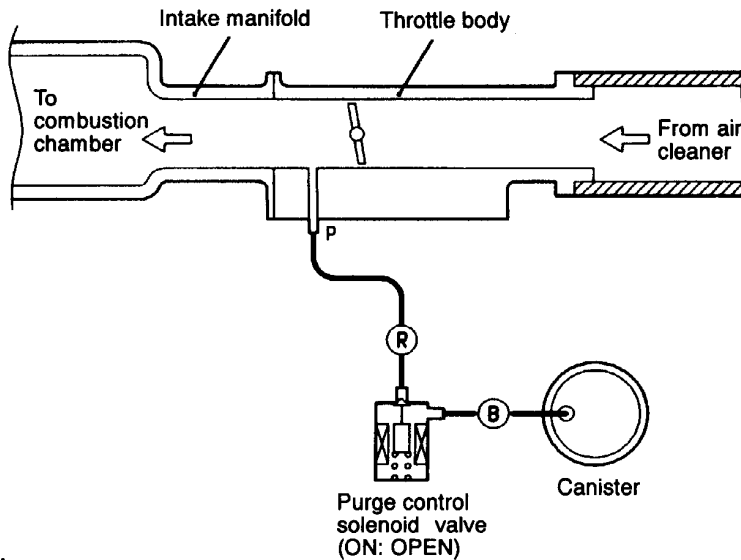 Intake manifold
Throttle body
To
combustion
chamber
From air
cleaner
P
R
B
Canister
Purge control
solenoid valve
(ON: OPEN)